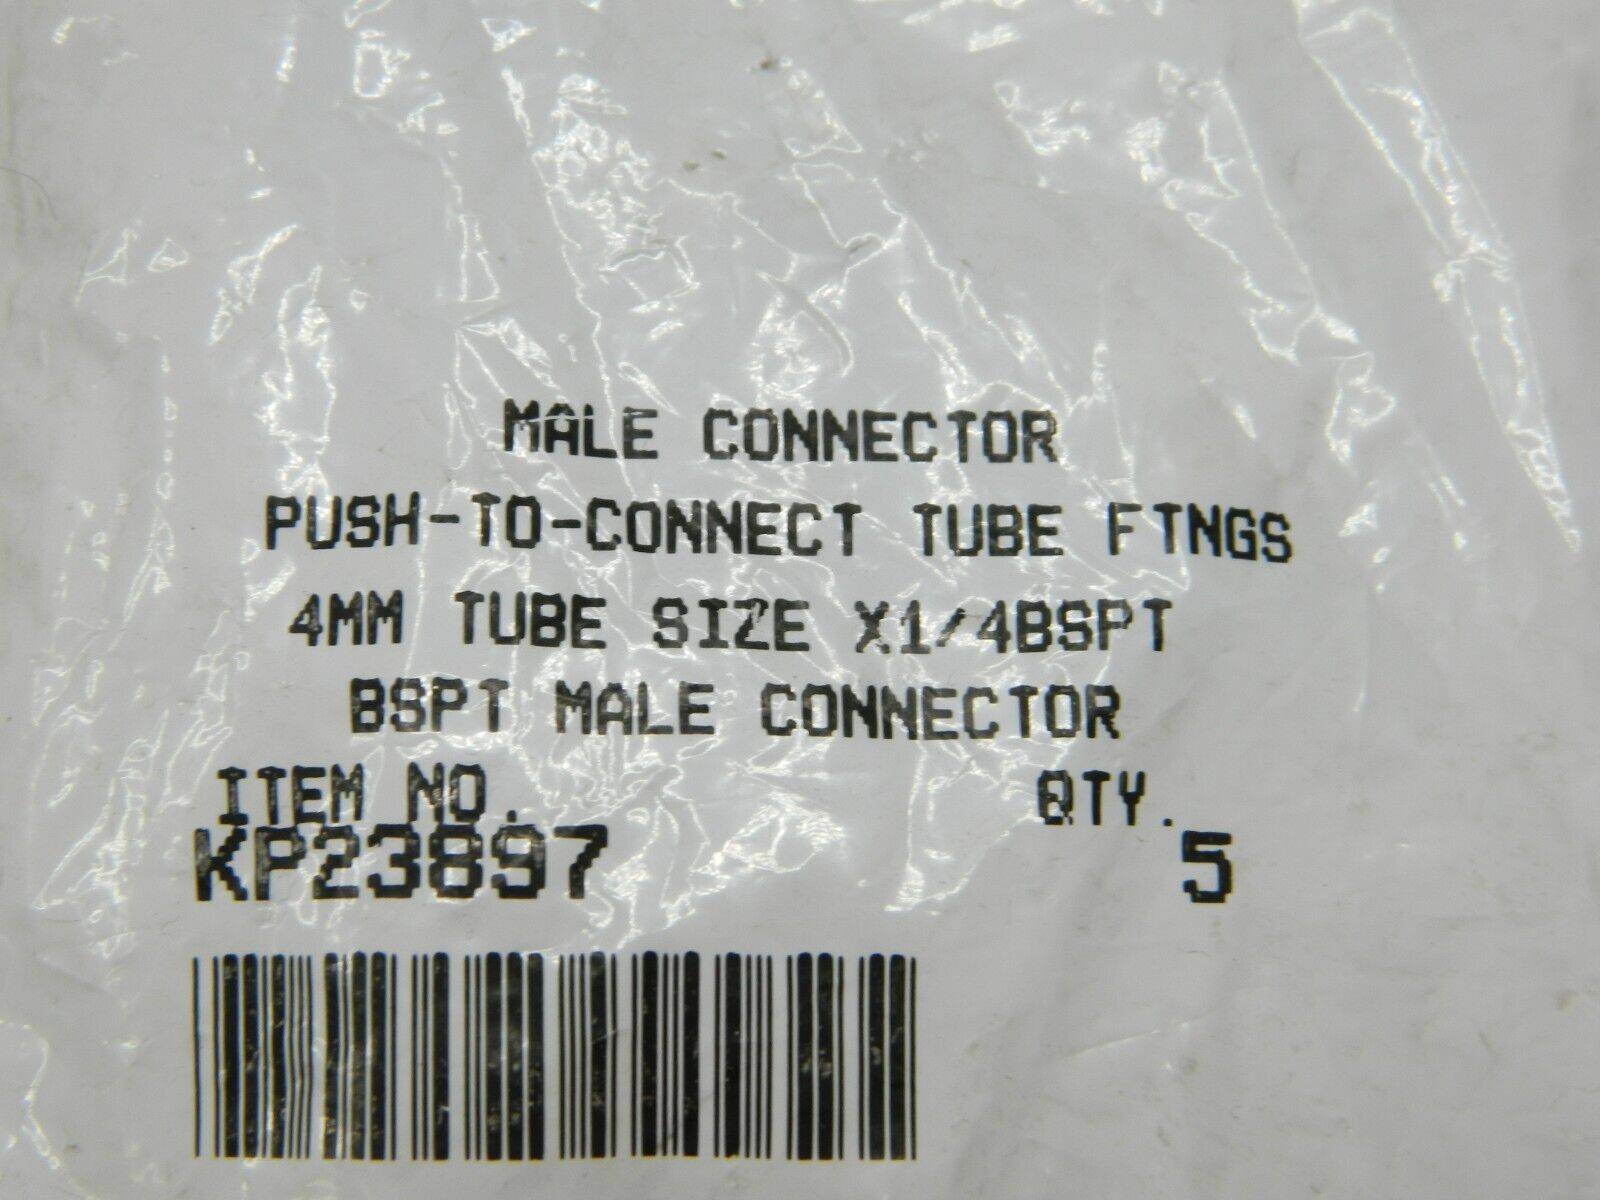 MALE CONNECTOR
PUSH-TO-CONNECT TUBE FTNGS
4MM TUBE SIZE X1/4BSPT
BSPT MALE CONNECTOR
ITEM NO. QTY.
KP23897 5